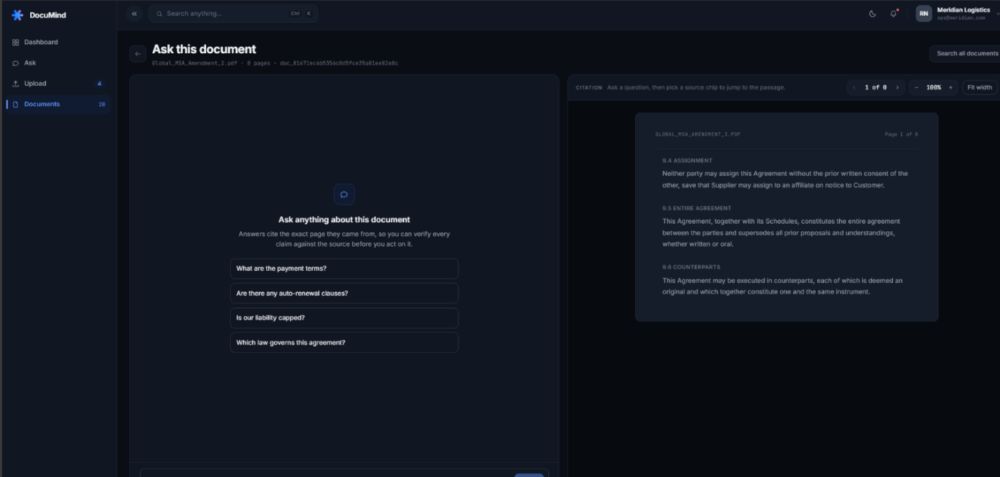 DocuMind
Search anything...
Ctrl K
RN
Meridian Logistics
ops@meridian.com
Dashboard
Ask
Upload 4
Documents 28
Ask this document
Global_MSA_Amendment_2.pdf · 0 pages ·
Search all documents
Ask anything about this document
Answers cite the exact page they came from, so you can verify every
claim against the source before you act on it.
What are the payment terms?
Are there any auto-renewal clauses?
Is our liability capped?
Which law governs this agreement?
CITATION Ask a question, then pick a source chip to jump to the passage.
‹ 1 of 0 ›
− 100% +
Fit width
GLOBAL_MSA_AMENDMENT_2.PDF
Page 1 of 0
9.4 ASSIGNMENT
Neither party may assign this Agreement without the prior written consent of the
other, save that Supplier may assign to an affiliate on notice to Customer.
9.5 ENTIRE AGREEMENT
This Agreement, together with its Schedules, constitutes the entire agreement
between the parties and supersedes all prior proposals and understandings,
whether written or oral.
9.6 COUNTERPARTS
This Agreement may be executed in counterparts, each of which is deemed an
original and which together constitute one and the same instrument.